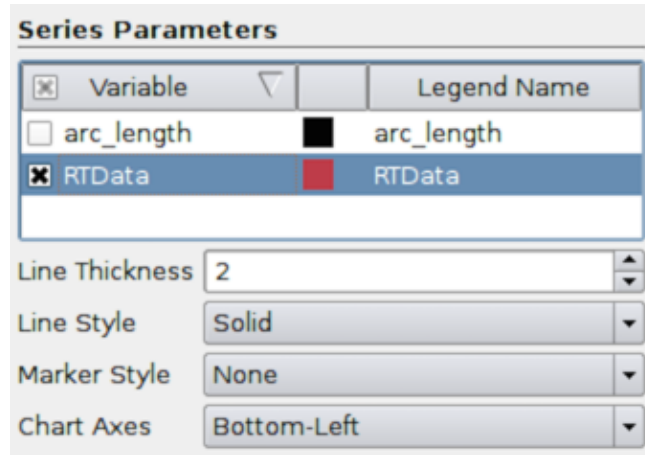 Series Parameters
Variable Legend Name
arc_length arc_length
RTData RTData
Line Thickness 2
Line Style Solid
Marker Style None
Chart Axes Bottom-Left